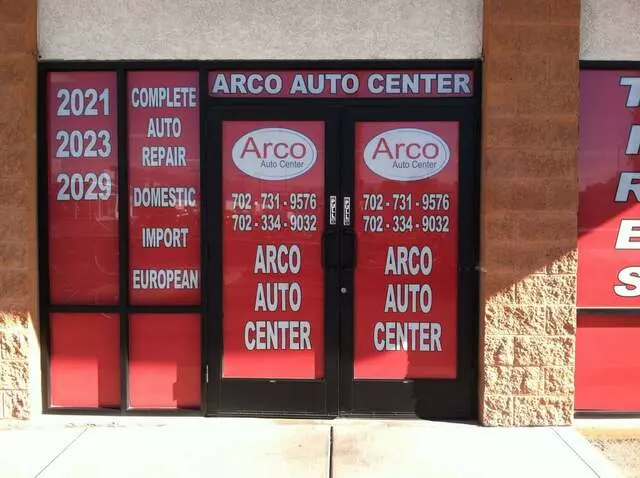 ARCO AUTO CENTER
2021
2023
2029
COMPLETE
AUTO
REPAIR
DOMESTIC
IMPORT
EUROPEAN
Arco
Auto Center
702-731-9576
702-334-9032
ARCO
AUTO
CENTER
Arco
Auto Center
702-731-9576
702-334-9032
ARCO
AUTO
CENTER
TIRES